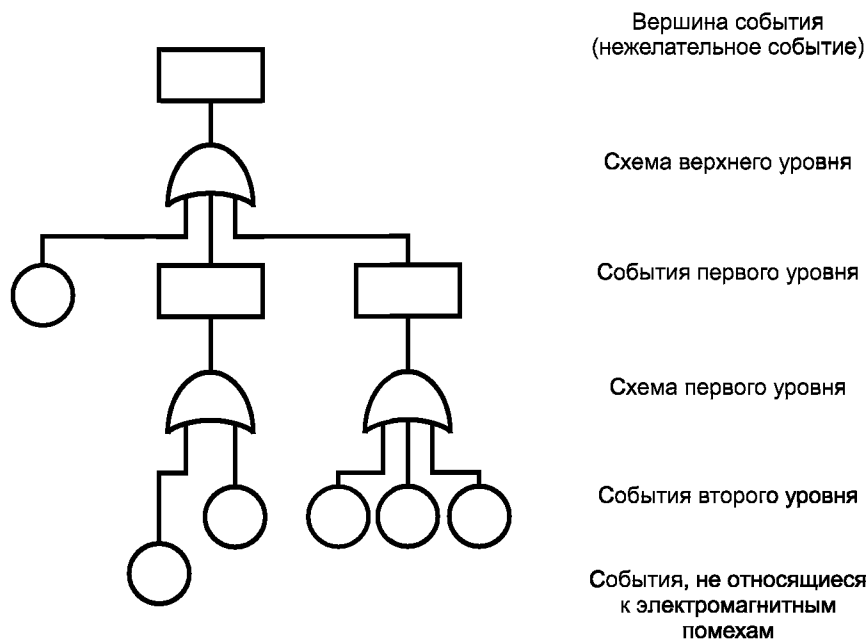 Вершина события
(нежелательное событие)
Схема верхнего уровня
События первого уровня
Схема первого уровня
События второго уровня
События, не относящиеся
к электромагнитным
помехам